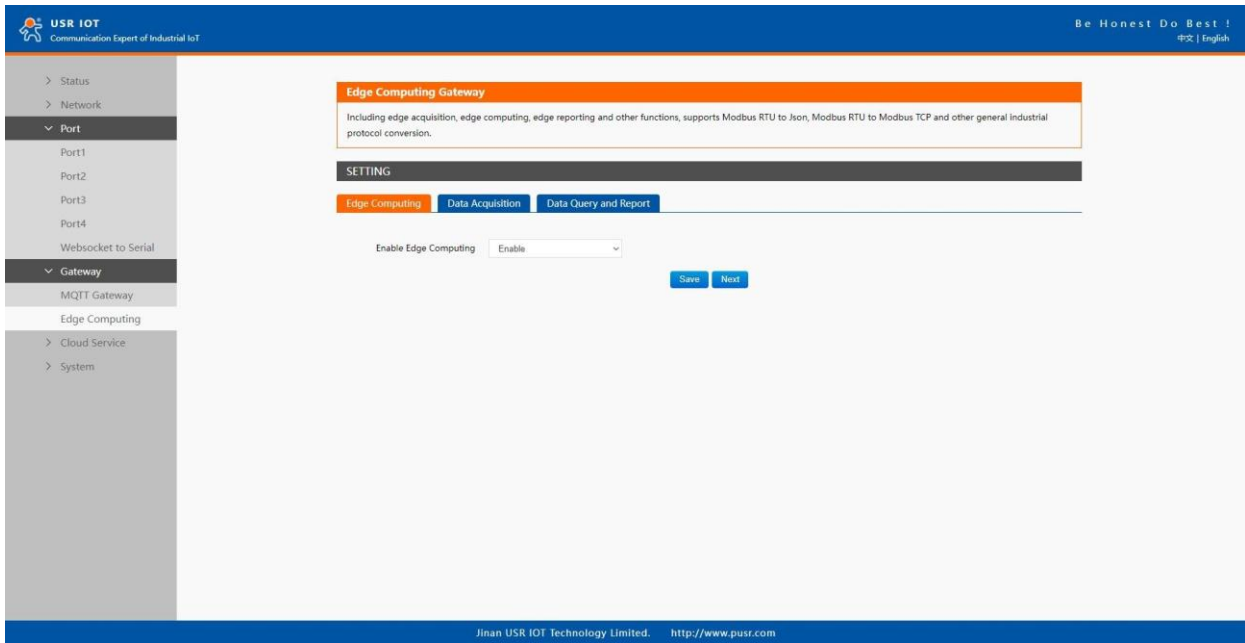 USR IOT
Communication Expert of Industrial IoT
Be Honest Do Best !
中文 | English
Status
Network
Port
Port1
Port2
Port3
Port4
Websocket to Serial
Gateway
MQTT Gateway
Edge Computing
Cloud Service
System
Edge Computing Gateway
Including edge acquisition, edge computing, edge reporting and other functions, supports Modbus RTU to Json, Modbus RTU to Modbus TCP and other general industrial
protocol conversion.
SETTING
Edge Computing Data Acquisition Data Query and Report
Enable Edge Computing Enable
Save Next
Jinan USR IOT Technology Limited. http://www.pusr.com